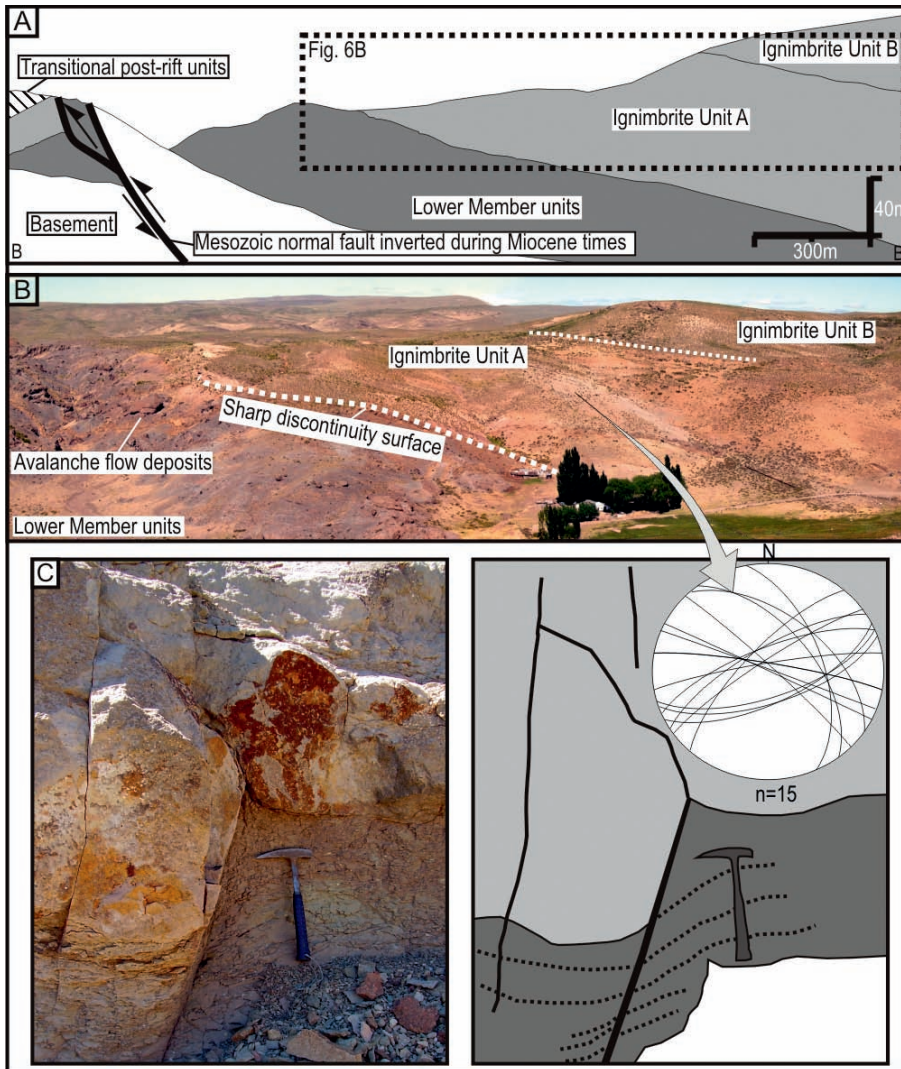 A
Fig. 6B
Ignimbrite Unit B
Transitional post-rift units
Ignimbrite Unit A
Lower Member units
40m
Basement
300m
B
Mesozoic normal fault inverted during Miocene times
B
Ignimbrite Unit B
Ignimbrite Unit A
Sharp discontinuity surface
Avalanche flow deposits
Lower Member units
C
N
n=15